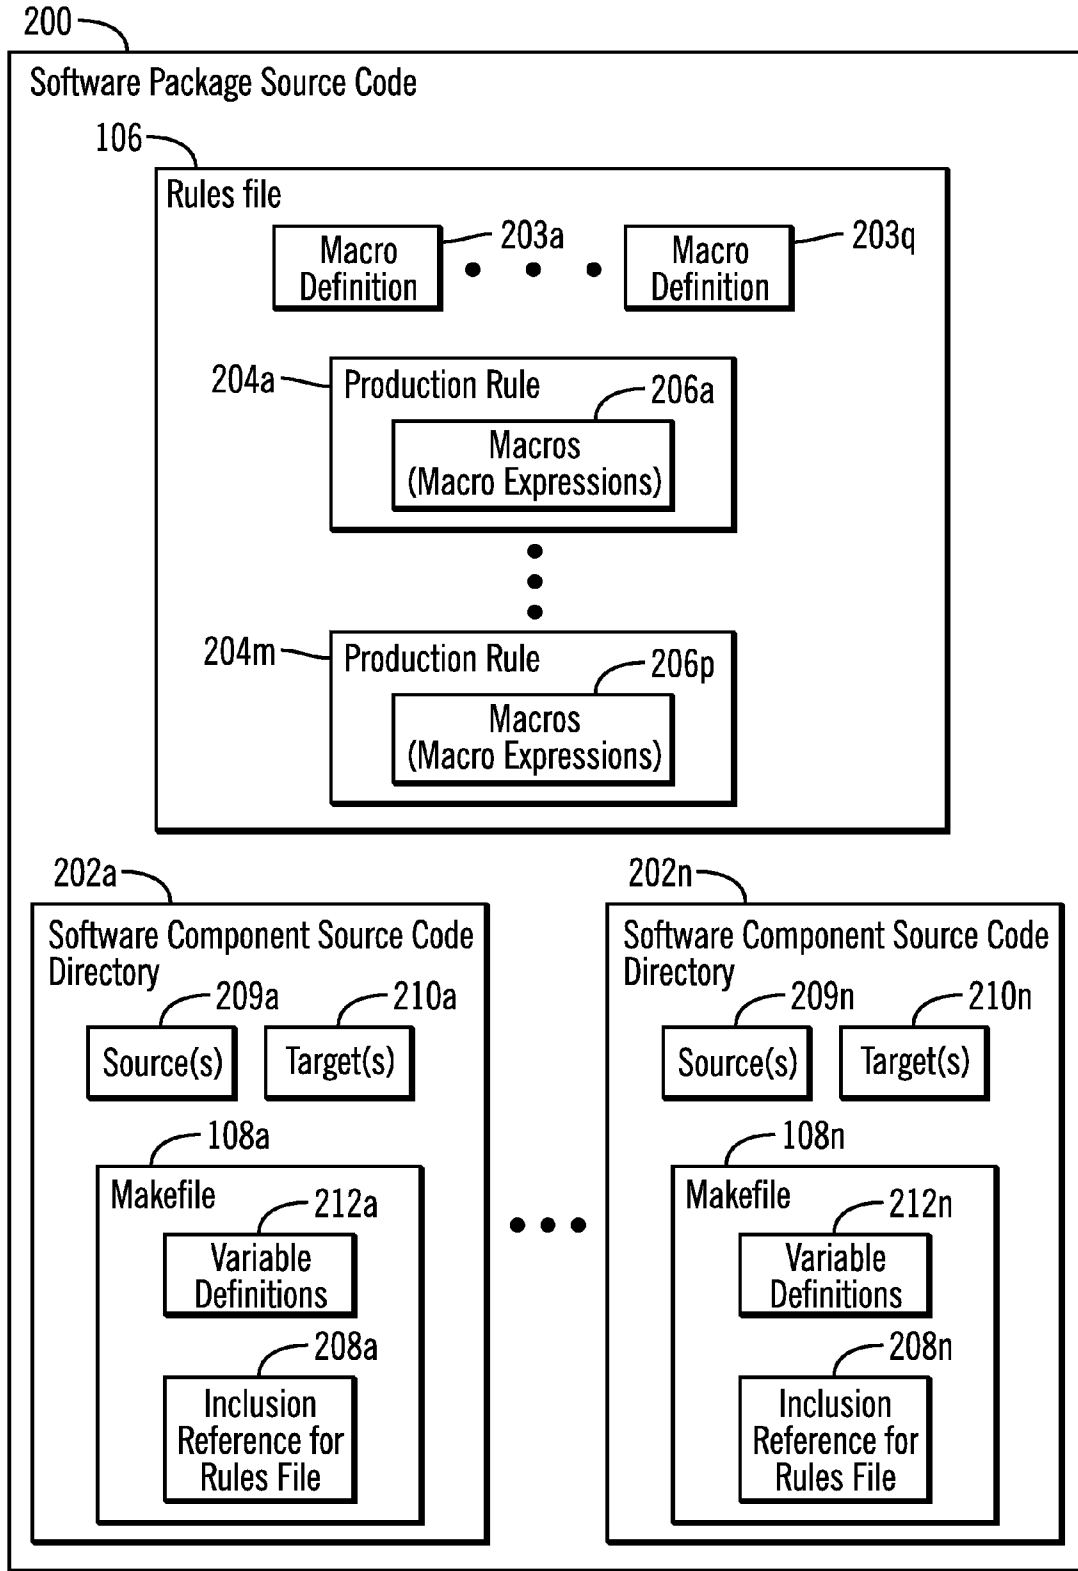 200
Software Package Source Code
106
Rules file
Macro
Definition
203a
Macro
Definition
203q
204a
Production Rule
206a
Macros
(Macro Expressions)
204m
Production Rule
206p
Macros
(Macro Expressions)
202a
Software Component Source Code
Directory
209a
210a
Source(s)
Target(s)
108a
Makefile
212a
Variable
Definitions
208a
Inclusion
Reference for
Rules File
202n
Software Component Source Code
Directory
209n
210n
Source(s)
Target(s)
108n
Makefile
212n
Variable
Definitions
208n
Inclusion
Reference for
Rules File